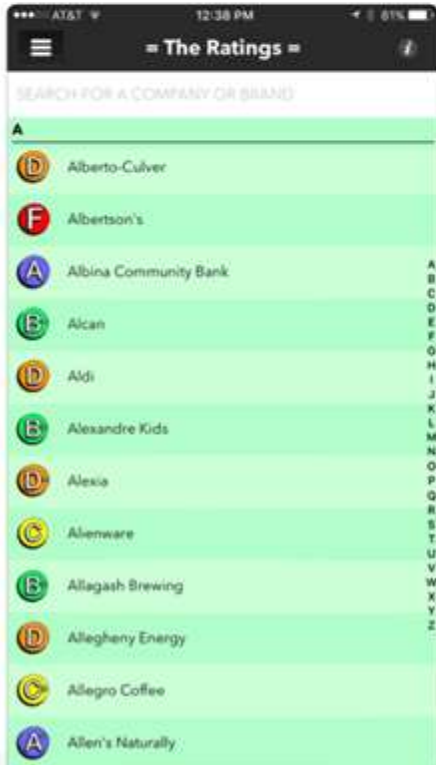 AT&T 12:38 PM 61%
= The Ratings = i
SEARCH FOR A COMPANY OR BRAND
A
D Alberto-Culver
F Albertson's
A Albina Community Bank
B Alcan
D Aldi
B Alexandre Kids
D Alexia
C Alienware
B Allagash Brewing
D Allegheny Energy
C Allegro Coffee
A Allen's Naturally
A
B
C
D
E
F
G
H
I
J
K
L
M
N
O
P
Q
R
S
T
U
V
W
X
Y
Z